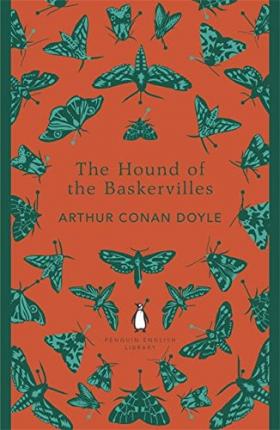 The Hound of
the Baskervilles
ARTHUR CONAN DOYLE
PENGUIN ENGLISH
LIBRARY